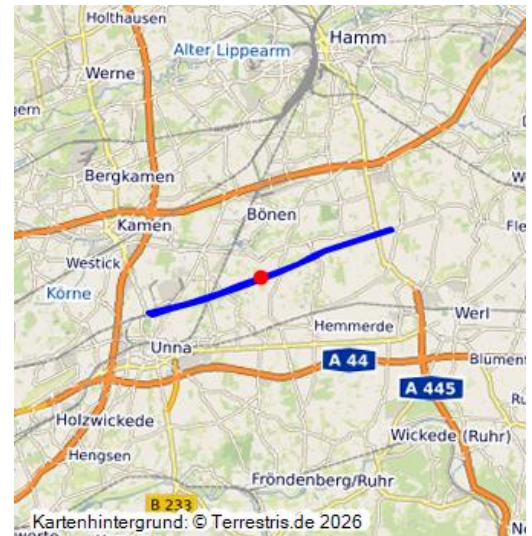 Holthausen
Hamm
Alter Lippearm
Werne
Bergkamen
Bönen
Kamen
Westick
Körne
Hemmerde
Werl
Unna
A 44
A 445
Holzwickede
Wickede (Ruhr)
Hengsen
Fröndenberg/Ruhr
B 233
Kartenhintergrund: © Terrestris.de 2026